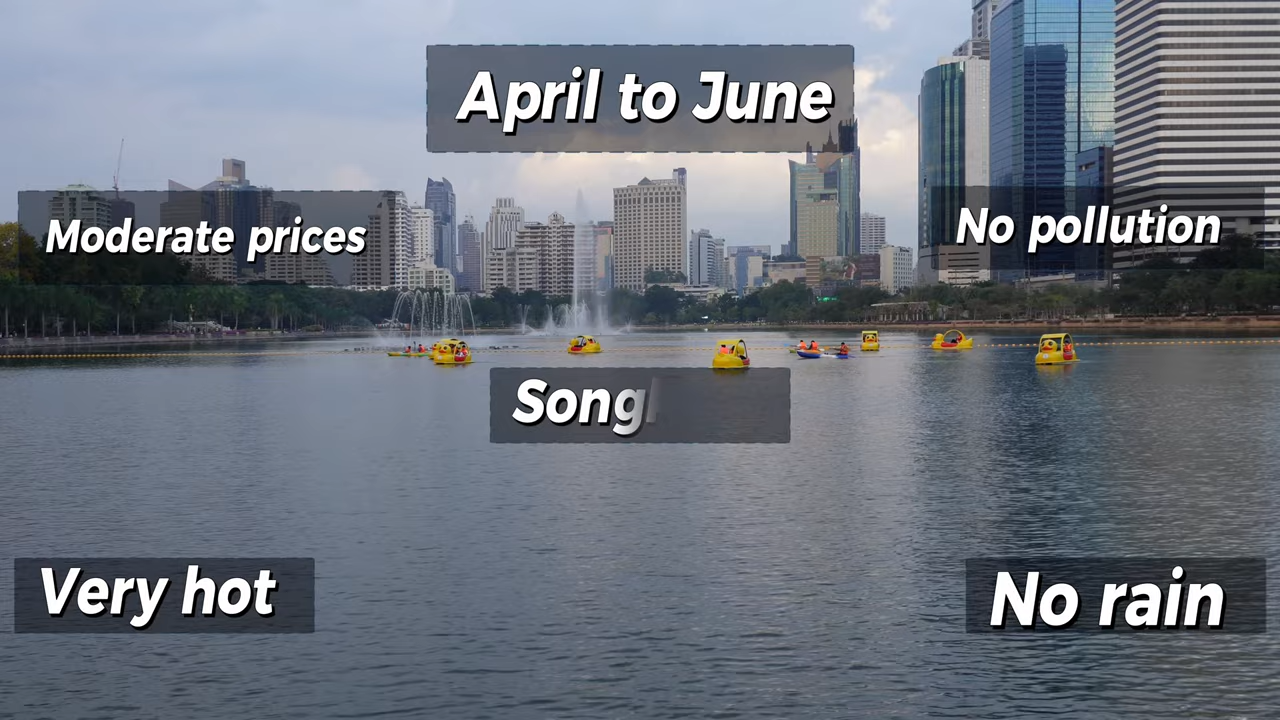 April to June
Moderate prices
No pollution
Song
Very hot
No rain